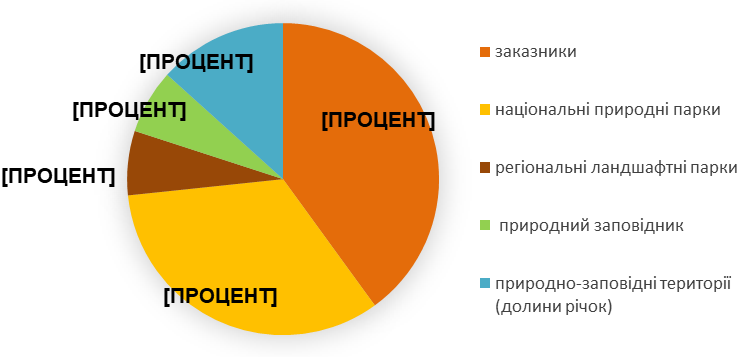 [ПРОЦЕНТ]
[ПРОЦЕНТ]
[ПРОЦЕНТ]
[ПРОЦЕНТ]
[ПРОЦЕНТ]
заказники
національні природні парки
регіональні ландшафтні парки
природний заповідник
природно-заповідні території
(долини річок)